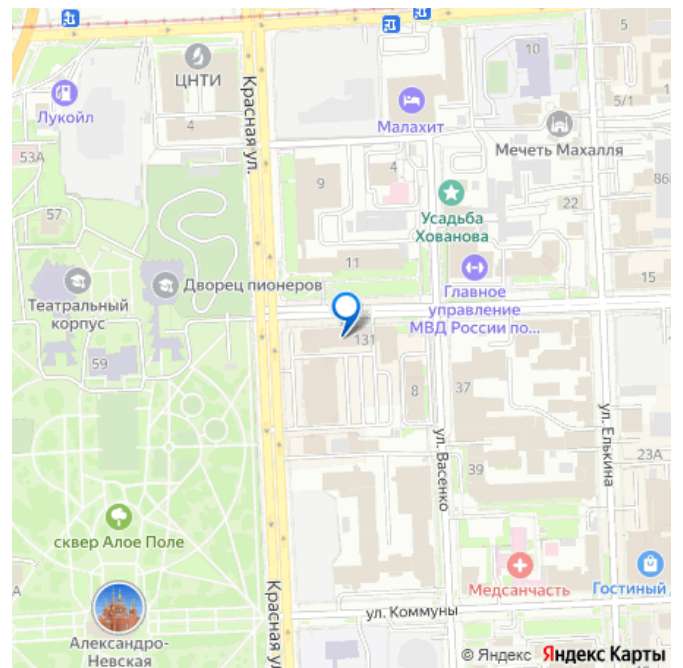 10
5
ЦНТИ
Красная ул.
Лукойл
4
Малахит
5/1
Мечеть Махалля
53А
4
9
86
22
57
Усадьба
Хованова
11
Дворец пионеров
Театральный
корпус
Главное
управление
МВД России по...
15
131
59
8
37
ул. Васенко
ул. Елькина
39
23А
сквер Алое Поле
Медсанчасть
Гостиный
Красная ул
ул. Коммуны
Александро-
Невская
© Яндекс Яндекс Карты